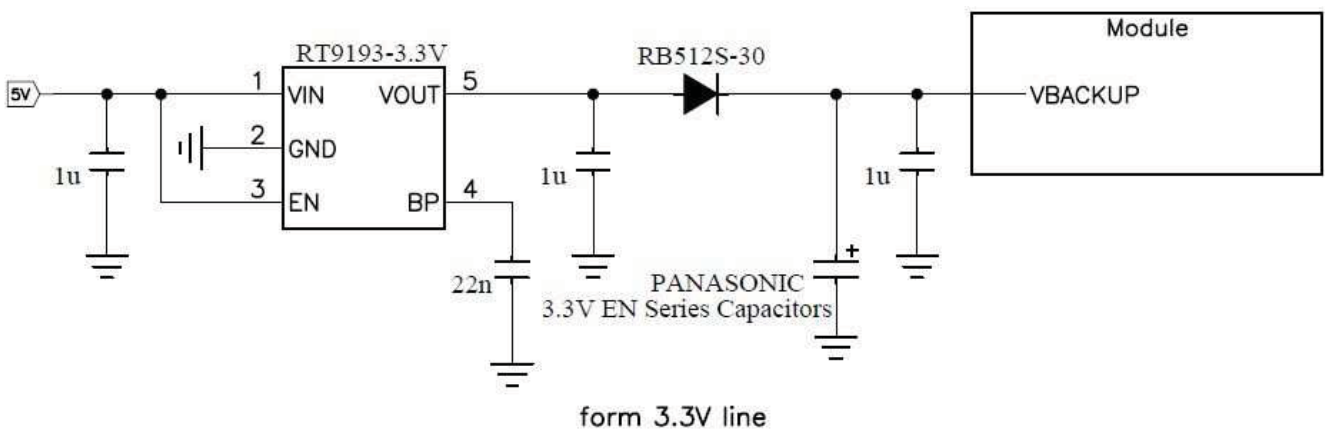 Module
RT9193-3.3V
RB512S-30
5V
1
VIN
VOUT
5
VBACKUP
2
GND
1u
1u
1u
3
EN
BP
4
22n
PANASONIC
3.3V EN Series Capacitors
form 3.3V line